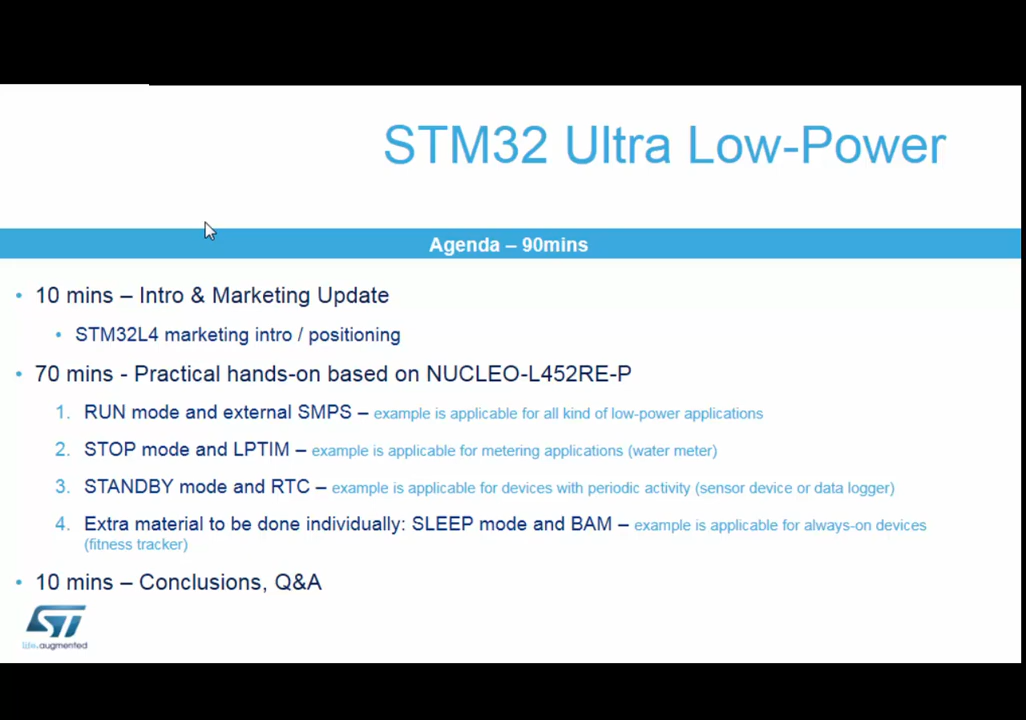 STM32 Ultra Low-Power
Agenda – 90mins
• 10 mins – Intro & Marketing Update
• STM32L4 marketing intro / positioning
• 70 mins - Practical hands-on based on NUCLEO-L452RE-P
1. RUN mode and external SMPS – example is applicable for all kind of low-power applications
2. STOP mode and LPTIM – example is applicable for metering applications (water meter)
3. STANDBY mode and RTC – example is applicable for devices with periodic activity (sensor device or data logger)
4. Extra material to be done individually: SLEEP mode and BAM – example is applicable for always-on devices
(fitness tracker)
• 10 mins – Conclusions, Q&A
ST
life.augmented